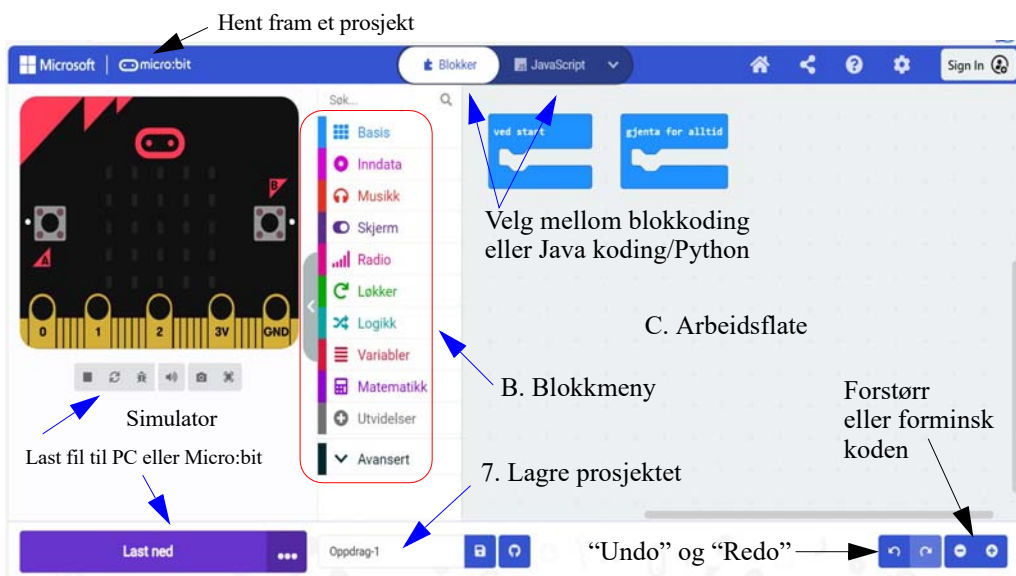 Hent fram et prosjekt
Microsoft micro:bit Blokker JavaScript Sign In
Søk...
Basis
Inndata
Musikk
Skjerm
Radio
Løkker
Logikk
Variabler
Matematikk
Utvidelser
Avansert
ved start
gjenta for alltid
B
A
0 1 2 3V GND
Velg mellom blokkoding
eller Java koding/Python
C. Arbeidsflate
B. Blokkmeny
Forstørr
eller forminsk
koden
Simulator
Last fil til PC eller Micro:bit
7. Lagre prosjektet
Last ned
Oppdrag-1
“Undo” og “Redo”